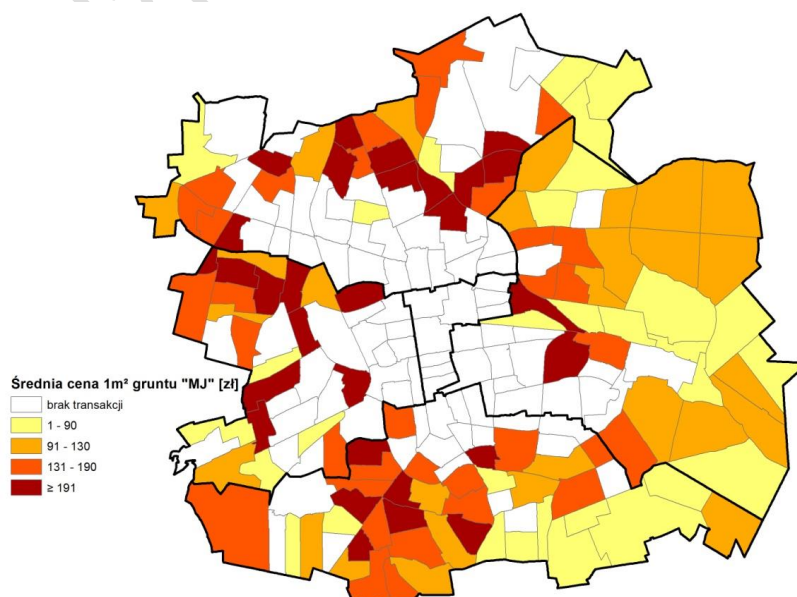 Średnia cena 1m² gruntu "MJ" [zł]
brak transakcji
1 - 90
91 - 130
131 - 190
≥ 191